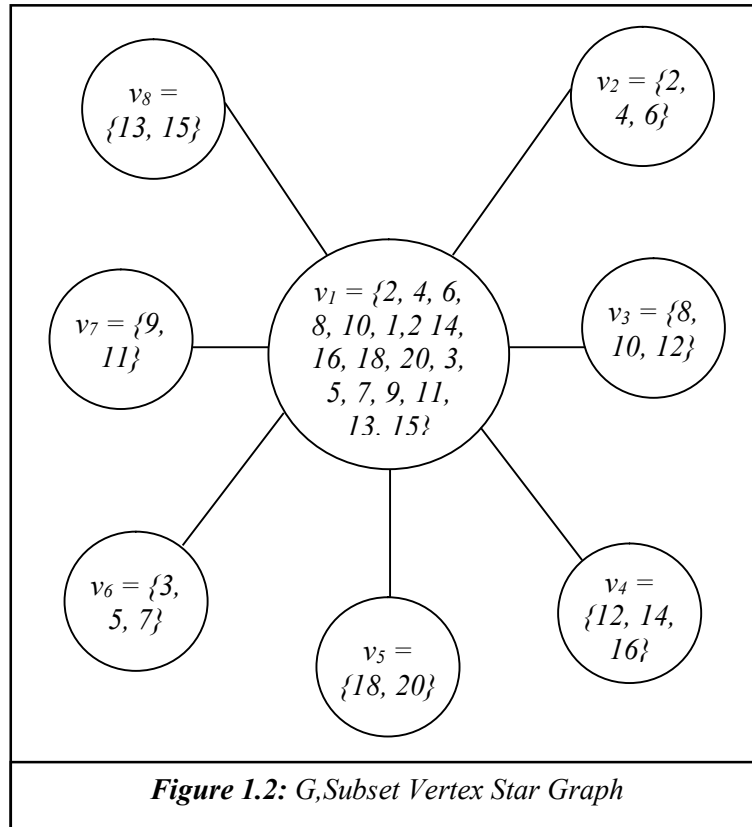 v8 =
{13, 15}
v2 = {2,
4, 6}
v1 = {2, 4, 6,
8, 10, 1,2 14,
16, 18, 20, 3,
5, 7, 9, 11,
13, 15}
v7 = {9,
11}
v3 = {8,
10, 12}
v6 = {3,
5, 7}
v4 =
{12, 14,
16}
v5 =
{18, 20}
Figure 1.2: G,Subset Vertex Star Graph